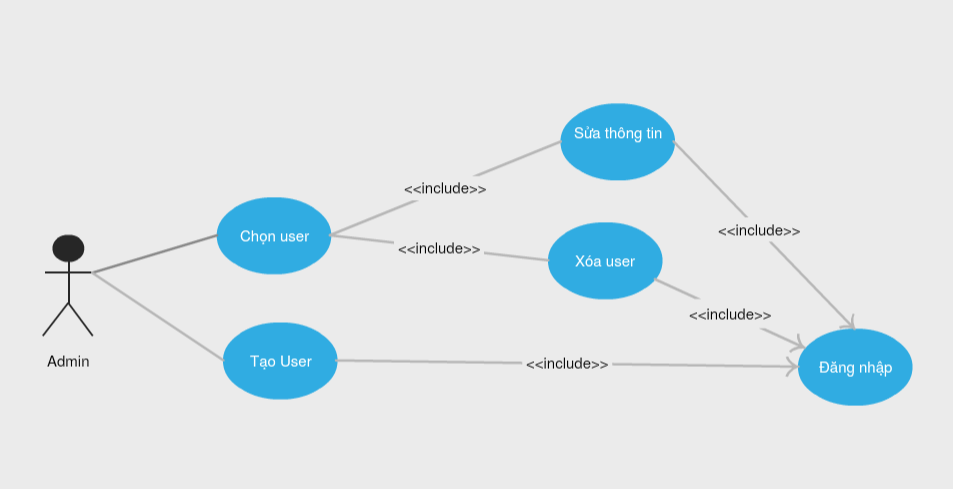 Sửa thông tin
<<include>>
<<include>>
Chọn user
<<include>>
Xóa user
<<include>>
Admin
Tạo User
<<include>>
Đăng nhập